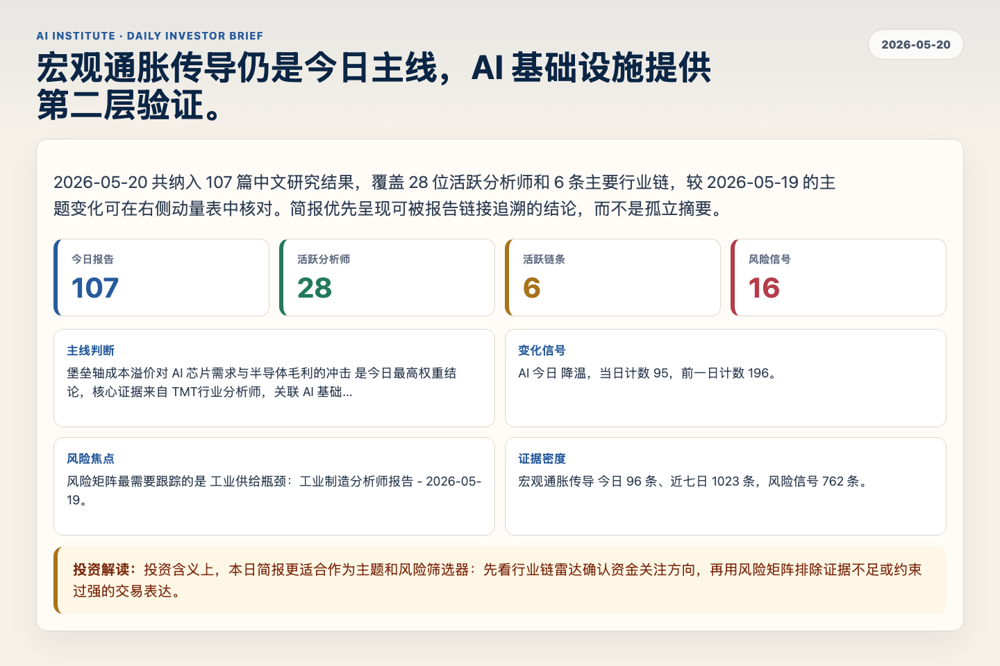 AI INSTITUTE · DAILY INVESTOR BRIEF
2026-05-20
宏观通胀传导仍是今日主线，AI 基础设施提供
第二层验证。
2026-05-20 共纳入 107 篇中文研究结果，覆盖 28 位活跃分析师和 6 条主要行业链，较 2026-05-19 的主
题变化可在右侧动量表中核对。简报优先呈现可被报告链接追溯的结论，而不是孤立摘要。
今日报告
107
活跃分析师
28
活跃链条
6
风险信号
16
主线判断
堡垒轴成本溢价对 AI 芯片需求与半导体毛利的冲击 是今日最高权重结
论，核心证据来自 TMT行业分析师，关联 AI 基础...
变化信号
AI 今日 降温，当日计数 95，前一日计数 196。
风险焦点
风险矩阵最需要跟踪的是 工业供给瓶颈：工业制造分析师报告 - 2026-05-
19。
证据密度
宏观通胀传导 今日 96 条、近七日 1023 条，风险信号 762 条。
投资解读：投资含义上，本日简报更适合作为主题和风险筛选器：先看行业链雷达确认资金关注方向，再用风险矩阵排除证据不足或约束
过强的交易表达。